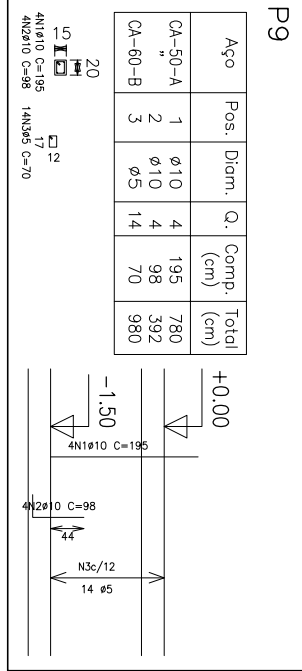 P9
Aço Pos. Diam. Q. Comp. (cm) Total (cm)
CA-50-A 1 ø10 4 195 780
" 2 ø10 4 98 392
CA-60-B 3 ø5 14 70 980
20
15
4N1ø10 C=195
4N2ø10 C=98
12
17
14N3ø5 C=70
+0.00
-1.50
4N1ø10 C=195
4N2ø10 C=98
44
N3c/12
14 ø5